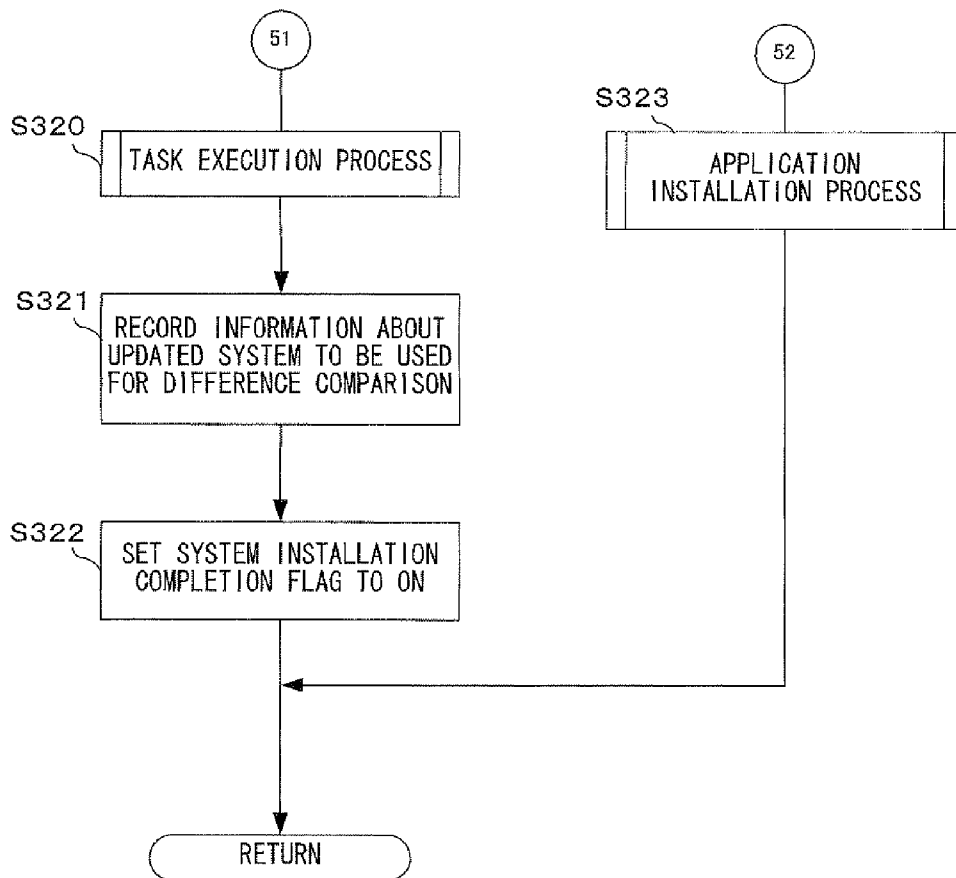 51
S320
TASK EXECUTION PROCESS
S321
RECORD INFORMATION ABOUT
UPDATED SYSTEM TO BE USED
FOR DIFFERENCE COMPARISON
S322
SET SYSTEM INSTALLATION
COMPLETION FLAG TO ON
52
S323
APPLICATION
INSTALLATION PROCESS
RETURN